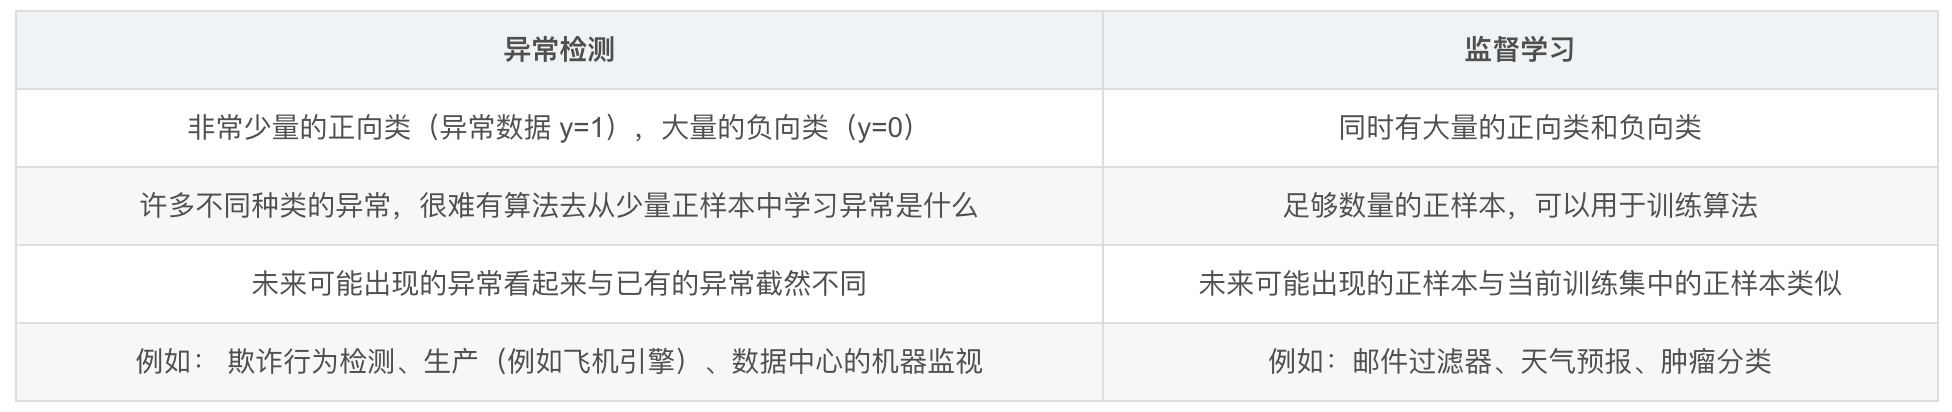 异常检测
监督学习
非常少量的正向类（异常数据 y=1），大量的负向类（y=0）
同时有大量的正向类和负向类
许多不同种类的异常，很难有算法去从少量正样本中学习异常是什么
足够数量的正样本，可以用于训练算法
未来可能出现的异常看起来与已有的异常截然不同
未来可能出现的正样本与当前训练集中的正样本类似
例如： 欺诈行为检测、生产（例如飞机引擎）、数据中心的机器监视
例如：邮件过滤器、天气预报、肿瘤分类